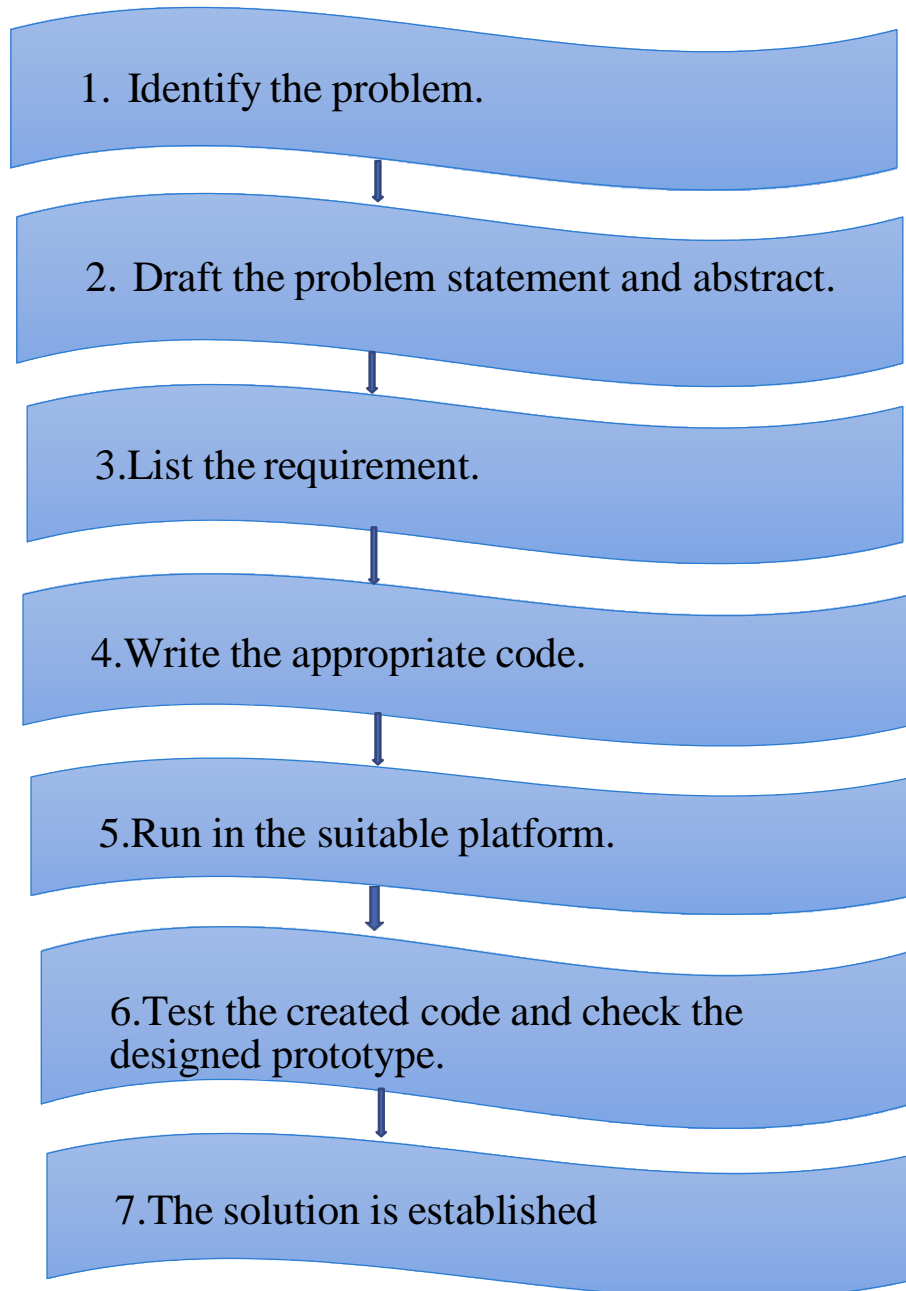 1. Identify the problem.
2. Draft the problem statement and abstract.
3.List the requirement.
4.Write the appropriate code.
5.Run in the suitable platform.
6.Test the created code and check the
designed prototype.
7.The solution is established